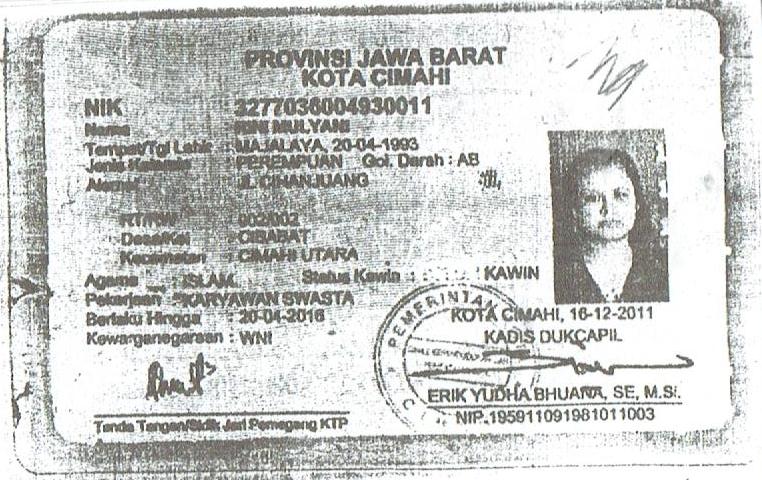 PROVINSI JAWA BARAT
KOTA CIMAHI
NIK : 3277036004930011
Nama : RINI MULYANI
Tempat/Tgl Lahir : MAJALAYA, 20-04-1993
Jenis Kelamin : PEREMPUAN Gol. Darah : AB
Alamat : JL CIHANJUANG
RT/RW : 002/002
Desa/Kel : CIBABAT
Kecamatan : CIMAHI UTARA
Agama : ISLAM Status Kawin : KAWIN
Pekerjaan : KARYAWAN SWASTA
Berlaku Hingga : 20-04-2016
Kewarganegaraan : WNI
PEMERINTAH
KOTA CIMAHI, 16-12-2011
KADIS DUKCAPIL
ERIK YUDHA BHUANA, SE, M.Si.
NIP.195911091981011003
Tanda Tangan/Sidik Jari Pemegang KTP